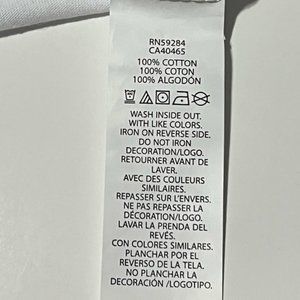 RN59284
CA40465
100% COTTON
100% COTON
100% ALGODÓN
WASH INSIDE OUT.
WITH LIKE COLORS.
IRON ON REVERSE SIDE.
DO NOT IRON
DECORATION/LOGO.
RETOURNER AVANT DE
LAVER.
AVEC DES COULEURS
SIMILAIRES.
REPASSER SUR L'ENVERS.
NE PAS REPASSER LA
DÉCORATION/LOGO.
LAVAR LA PRENDA DEL
REVÉS.
CON COLORES SIMILARES.
PLANCHAR POR EL
REVERSO DE LA TELA.
NO PLANCHAR LA
DECORACIÓN /LOGOTIPO.